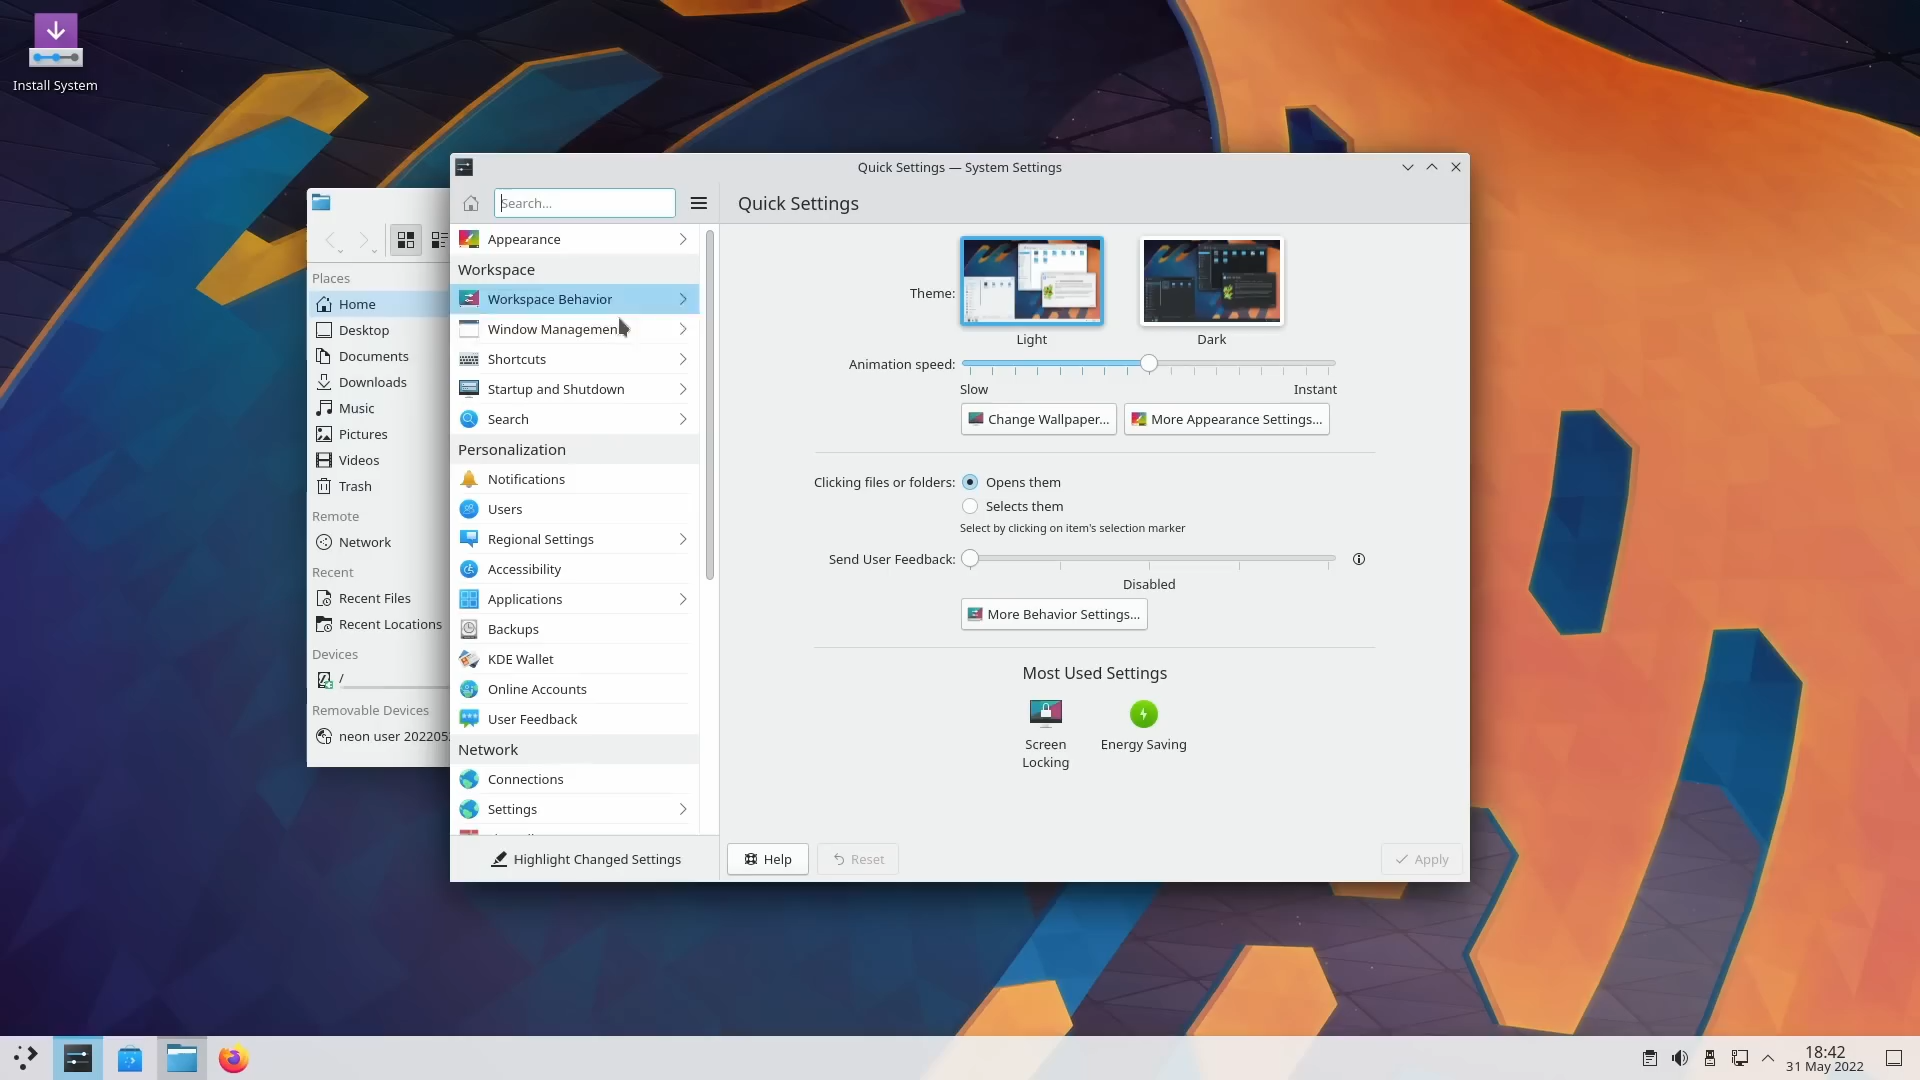 Install System
Quick Settings — System Settings
Search...
Quick Settings
Appearance
Workspace
Workspace Behavior
Window Management
Shortcuts
Startup and Shutdown
Search
Personalization
Notifications
Users
Regional Settings
Accessibility
Applications
Backups
KDE Wallet
Online Accounts
User Feedback
Network
Connections
Settings
Highlight Changed Settings
Theme:
Light
Dark
Animation speed:
Slow
Instant
Change Wallpaper...
More Appearance Settings...
Clicking files or folders:
Opens them
Selects them
Select by clicking on item's selection marker
Send User Feedback:
Disabled
More Behavior Settings...
Most Used Settings
Screen
Locking
Energy Saving
Help
Reset
Apply
Places
Home
Desktop
Documents
Downloads
Music
Pictures
Videos
Trash
Remote
Network
Recent
Recent Files
Recent Locations
Devices
/
Removable Devices
neon user 202205
18:42
31 May 2022